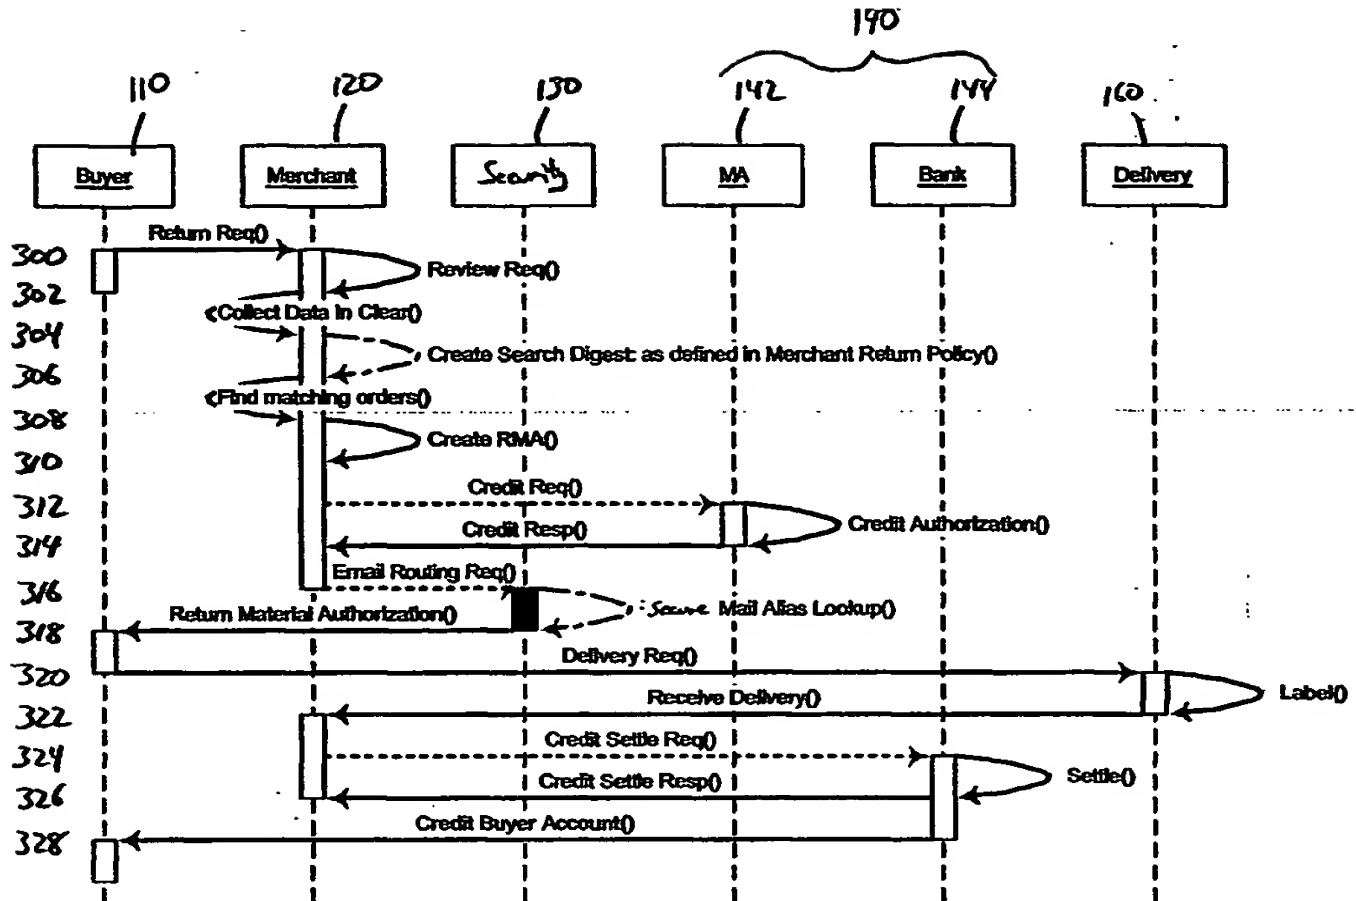 140
110 120 130 142 144 160
Buyer Merchant Security MA Bank Delivery
Return Req()
300
Review Req()
302
<Collect Data in Clear()
304
Create Search Digest: as defined in Merchant Return Policy()
306
<Find matching orders()
308
Create RMA()
310
Credit Req()
312
Credit Authorization()
Credit Resp()
314
Email Routing Req()
316
: Secure Mail Alias Lookup()
Return Material Authorization()
318
Delivery Req()
320
Label()
Receive Delivery()
322
Credit Settle Req()
324
Settle()
Credit Settle Resp()
326
Credit Buyer Account()
328